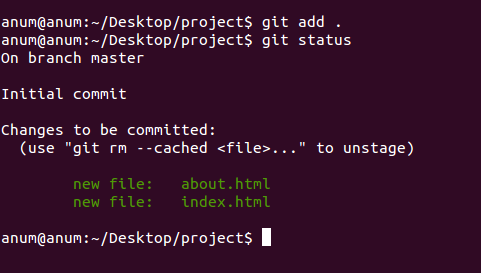 anum@anum:~/Desktop/project$ git add .
anum@anum:~/Desktop/project$ git status
On branch master
Initial commit
Changes to be committed:
  (use "git rm --cached <file>..." to unstage)
        new file:   about.html
        new file:   index.html
anum@anum:~/Desktop/project$